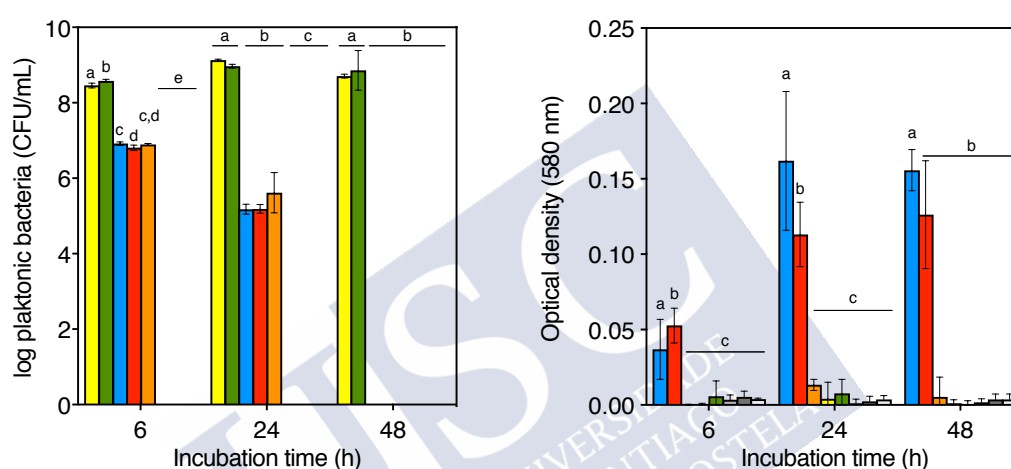 log plaktonic bacteria (CFU/mL)
10
8
6
4
2
0
a
b
c
d
c,d
e
a
b
c
a
b
6
24
48
Incubation time (h)
Optical density (580 nm)
0.25
0.20
0.15
0.10
0.05
0.00
a
b
c
a
b
c
a
b
6
24
48
Incubation time (h)
USC